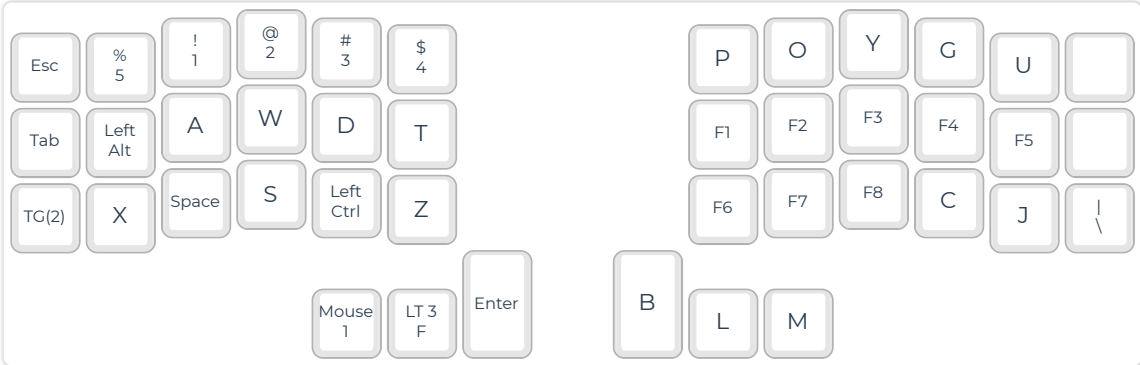 Esc
%
5
!
1
@
2
#
3
$
4
P
O
Y
G
U
Tab
Left
Alt
A
W
D
T
F1
F2
F3
F4
F5
TG(2)
X
Space
S
Left
Ctrl
Z
F6
F7
F8
C
J
|
\
Mouse
1
LT 3
F
Enter
B
L
M